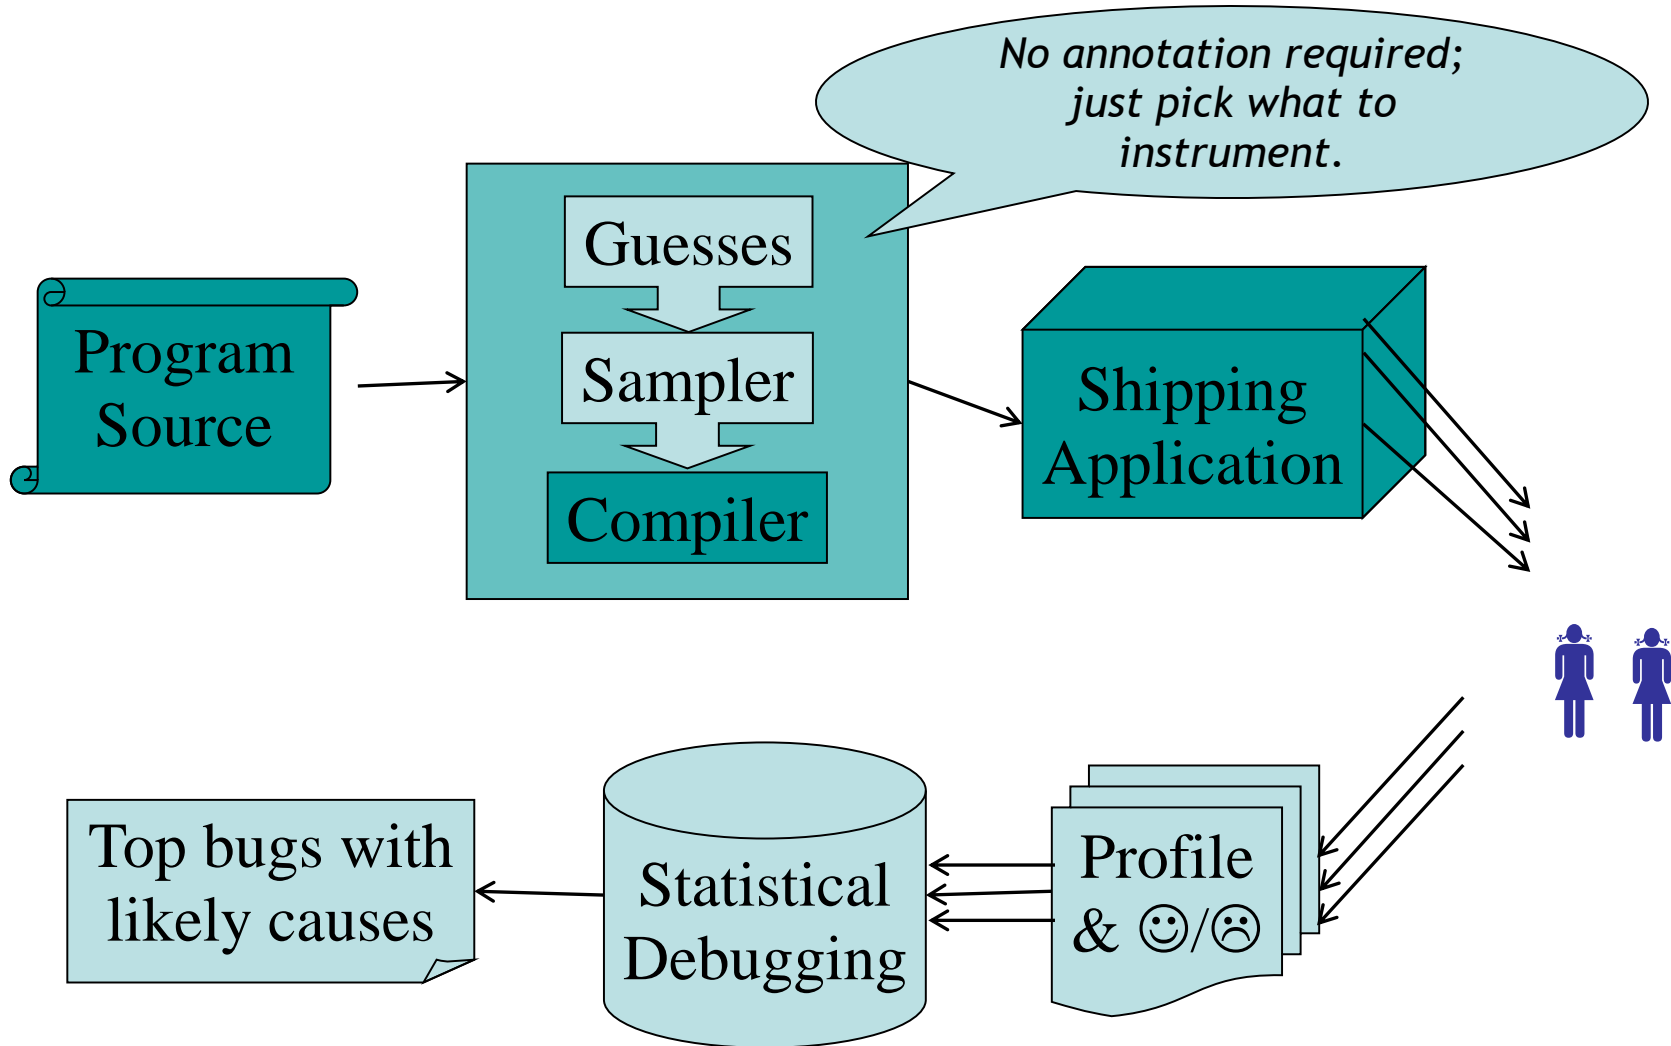 No annotation required;
just pick what to
instrument.
Guesses
Program
Source
Sampler
Compiler
Shipping
Application
Top bugs with
likely causes
Statistical
Debugging
Profile
& ☺/☹